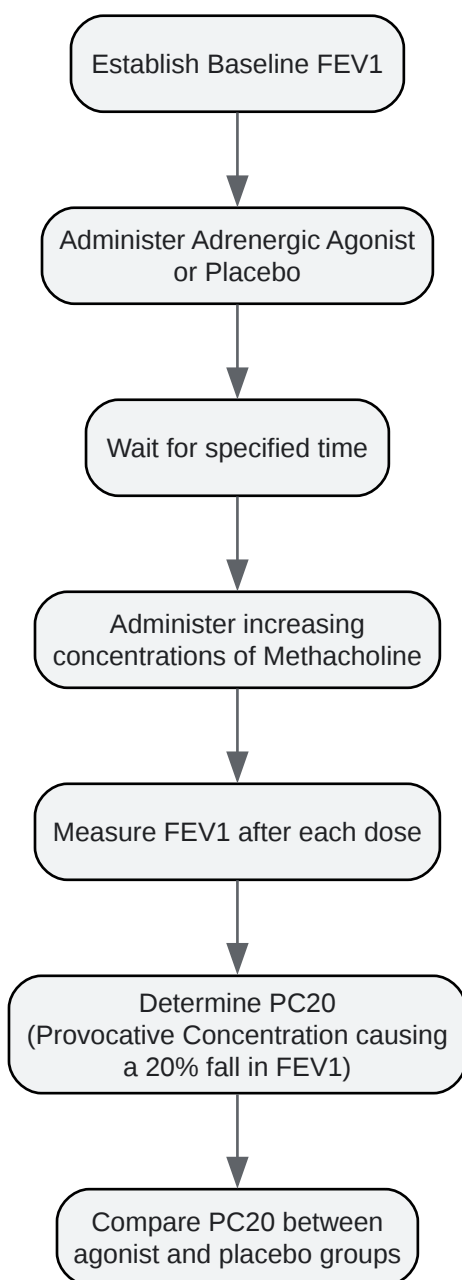 Establish Baseline FEV1
Administer Adrenergic Agonist
or Placebo
Wait for specified time
Administer increasing
concentrations of Methacholine
Measure FEV1 after each dose
Determine PC20
(Provocative Concentration causing
a 20% fall in FEV1)
Compare PC20 between
agonist and placebo groups